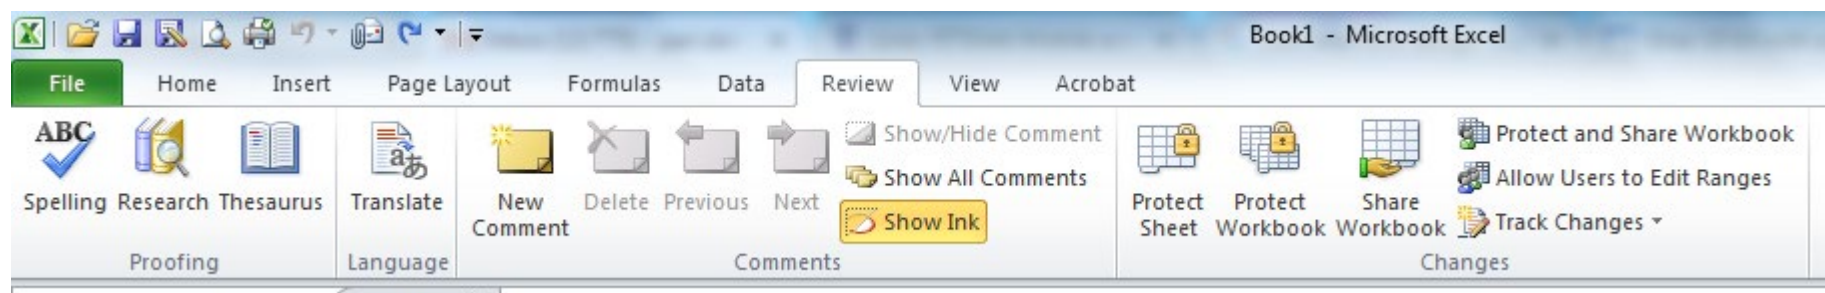 Book1 - Microsoft Excel
File Home Insert Page Layout Formulas Data Review View Acrobat
ABC
Spelling Research Thesaurus
Proofing
aあ
Translate
Language
New
Comment
Delete
Previous
Next
Show/Hide Comment
Show All Comments
Show Ink
Comments
Protect
Sheet
Protect
Workbook
Share
Workbook
Protect and Share Workbook
Allow Users to Edit Ranges
Track Changes
Changes